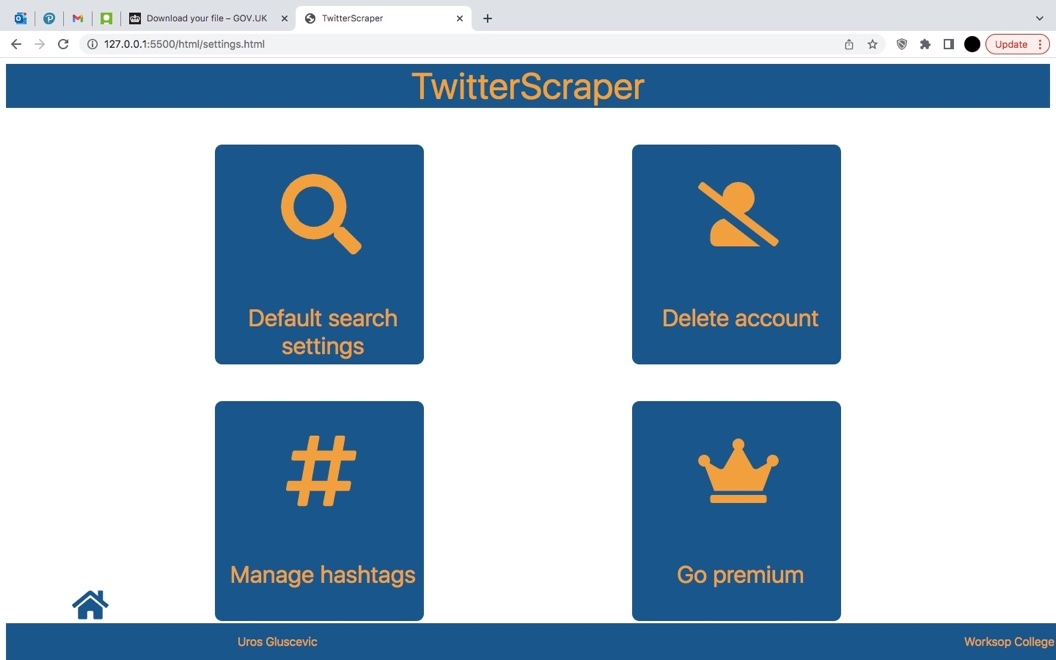 Download your file – GOV.UK
TwitterScraper
127.0.0.1:5500/html/settings.html
Update
TwitterScraper
Default search
settings
Delete account
Manage hashtags
Go premium
Uros Gluscevic
Worksop College